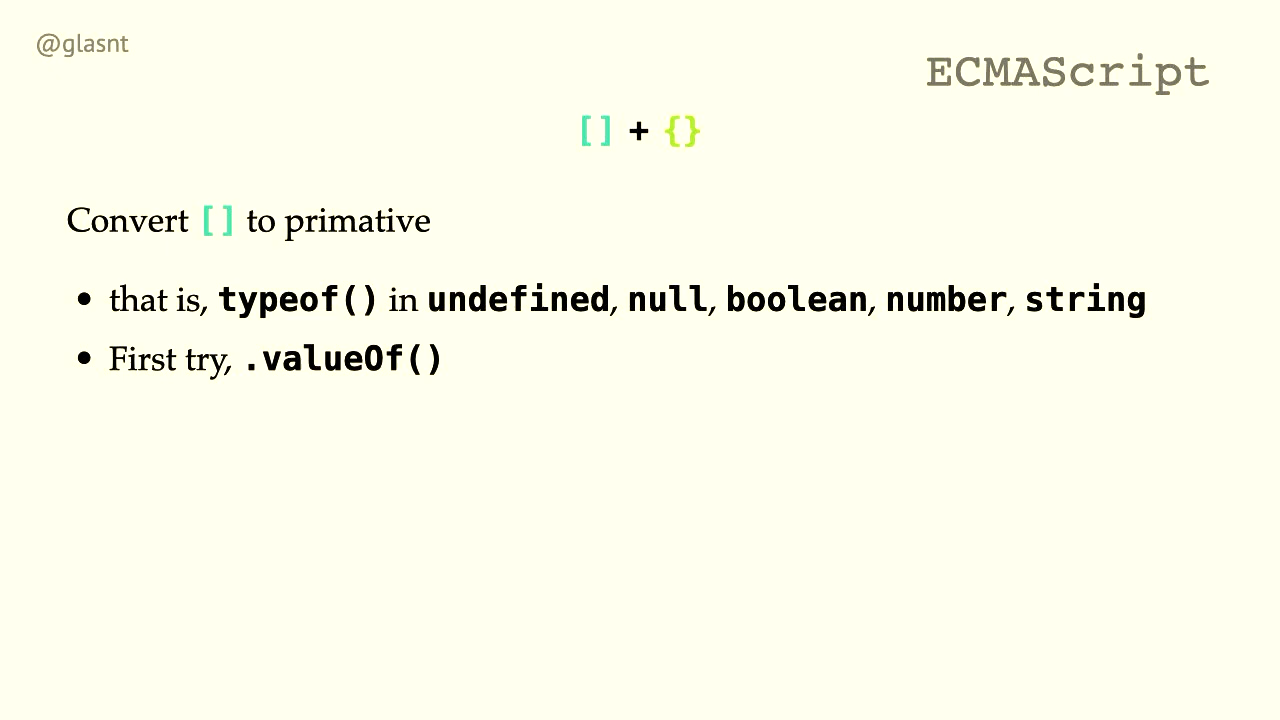 @glasnt
ECMAScript
[] + {}
Convert [] to primative
• that is, typeof() in undefined, null, boolean, number, string
• First try, .valueOf()